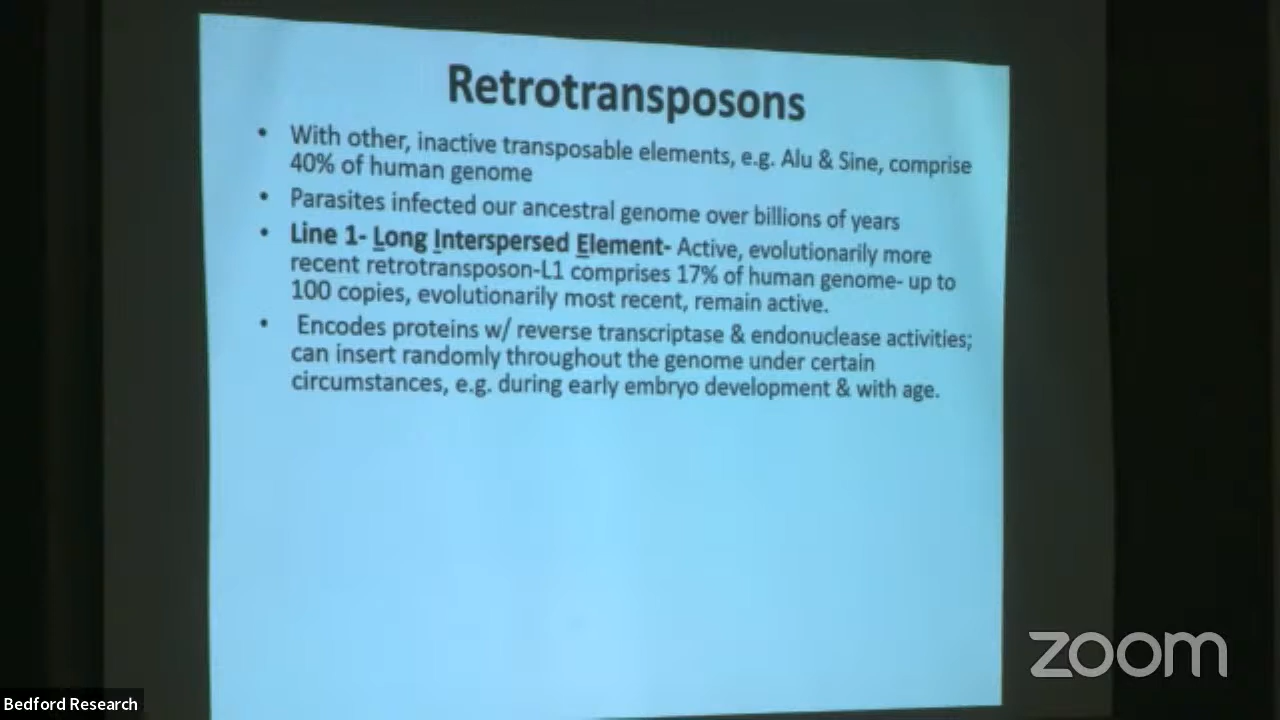 Retrotransposons
• With other, inactive transposable elements, e.g. Alu & Sine, comprise
40% of human genome
• Parasites infected our ancestral genome over billions of years
• Line 1- Long Interspersed Element- Active, evolutionarily more
recent retrotransposon-L1 comprises 17% of human genome- up to
100 copies, evolutionarily most recent, remain active.
• Encodes proteins w/ reverse transcriptase & endonuclease activities;
can insert randomly throughout the genome under certain
circumstances, e.g. during early embryo development & with age.
zoom
Bedford Research